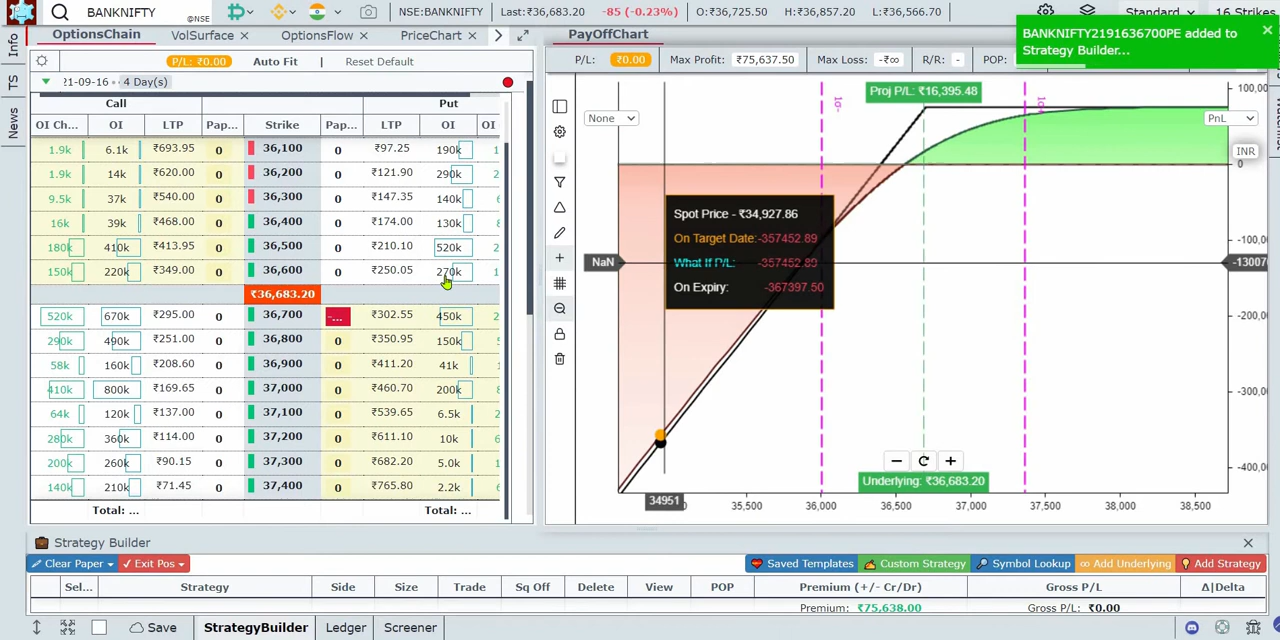 BANKNIFTY @NSE NSE:BANKNIFTY Last:36,683.20 -85 (-0.23%) O:36,725.50 H:36,857.20 L:36,566.70 Standard 16 Strikes
OptionsChain VolSurface OptionsFlow PriceChart PayOffChart
BANKNIFTY2191636700PE added to
Strategy Builder...
Info
TS
News
P/L: ₹0.00 Auto Fit | Reset Default
P/L: ₹0.00 Max Profit: ₹75,637.50 Max Loss: -₹∞ R/R: - POP:
21-09-16 - 4 Day(s)
Call Put
OI Ch... OI LTP Pap... Strike Pap... LTP OI OI
1.9k 6.1k ₹693.95 0 36,100 0 ₹97.25 190k 1
1.9k 14k ₹620.00 0 36,200 0 ₹121.90 290k 2
9.5k 37k ₹540.00 0 36,300 0 ₹147.35 140k 6
16k 39k ₹468.00 0 36,400 0 ₹174.00 130k 8
180k 410k ₹413.95 0 36,500 0 ₹210.10 520k 2
150k 220k ₹349.00 0 36,600 0 ₹250.05 270k 1
₹36,683.20
520k 670k ₹295.00 0 36,700 -... ₹302.55 450k 2
290k 490k ₹251.00 0 36,800 0 ₹350.95 150k 5
58k 160k ₹208.60 0 36,900 0 ₹411.20 41k 1
410k 800k ₹169.65 0 37,000 0 ₹460.70 200k 7
64k 120k ₹137.00 0 37,100 0 ₹539.65 6.5k 4
280k 360k ₹114.00 0 37,200 0 ₹611.10 10k
200k 260k ₹90.15 0 37,300 0 ₹682.20 5.0k
140k 210k ₹71.45 0 37,400 0 ₹765.80 2.2k
Total: ... Total: ...
None
Proj P/L: ₹16,395.48
PnL
INR
100,00
0
-100,00
-130070
-200,00
-300,00
-400,00
NaN
Spot Price - ₹34,927.86
On Target Date:-357452.89
What If P/L: -357452.89
On Expiry: -367397.50
Underlying: ₹36,683.20
34951 35,500 36,000 36,500 37,000 37,500 38,000 38,500
Strategy Builder
Clear Paper Exit Pos Saved Templates Custom Strategy Symbol Lookup Add Underlying Add Strategy
Sel... Strategy Side Size Trade Sq Off Delete View POP Premium (+/- Cr/Dr) Gross P/L Δ|Delta
Premium: ₹75,638.00 Gross P/L: ₹0.00
Save StrategyBuilder Ledger Screener